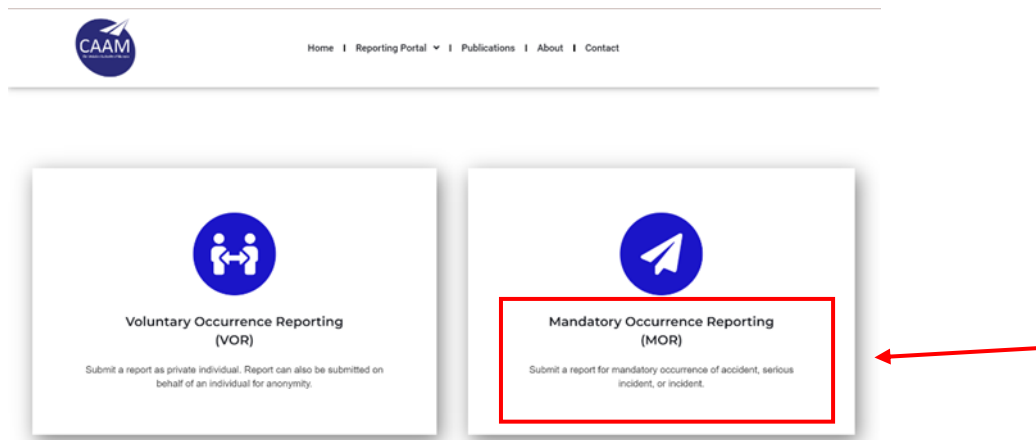 CAAM
Home | Reporting Portal | Publications | About | Contact
Voluntary Occurrence Reporting
(VOR)
Submit a report as private individual. Report can also be submitted on
behalf of an individual for anonymity.
Mandatory Occurrence Reporting
(MOR)
Submit a report for mandatory occurrence of accident, serious
incident, or incident.